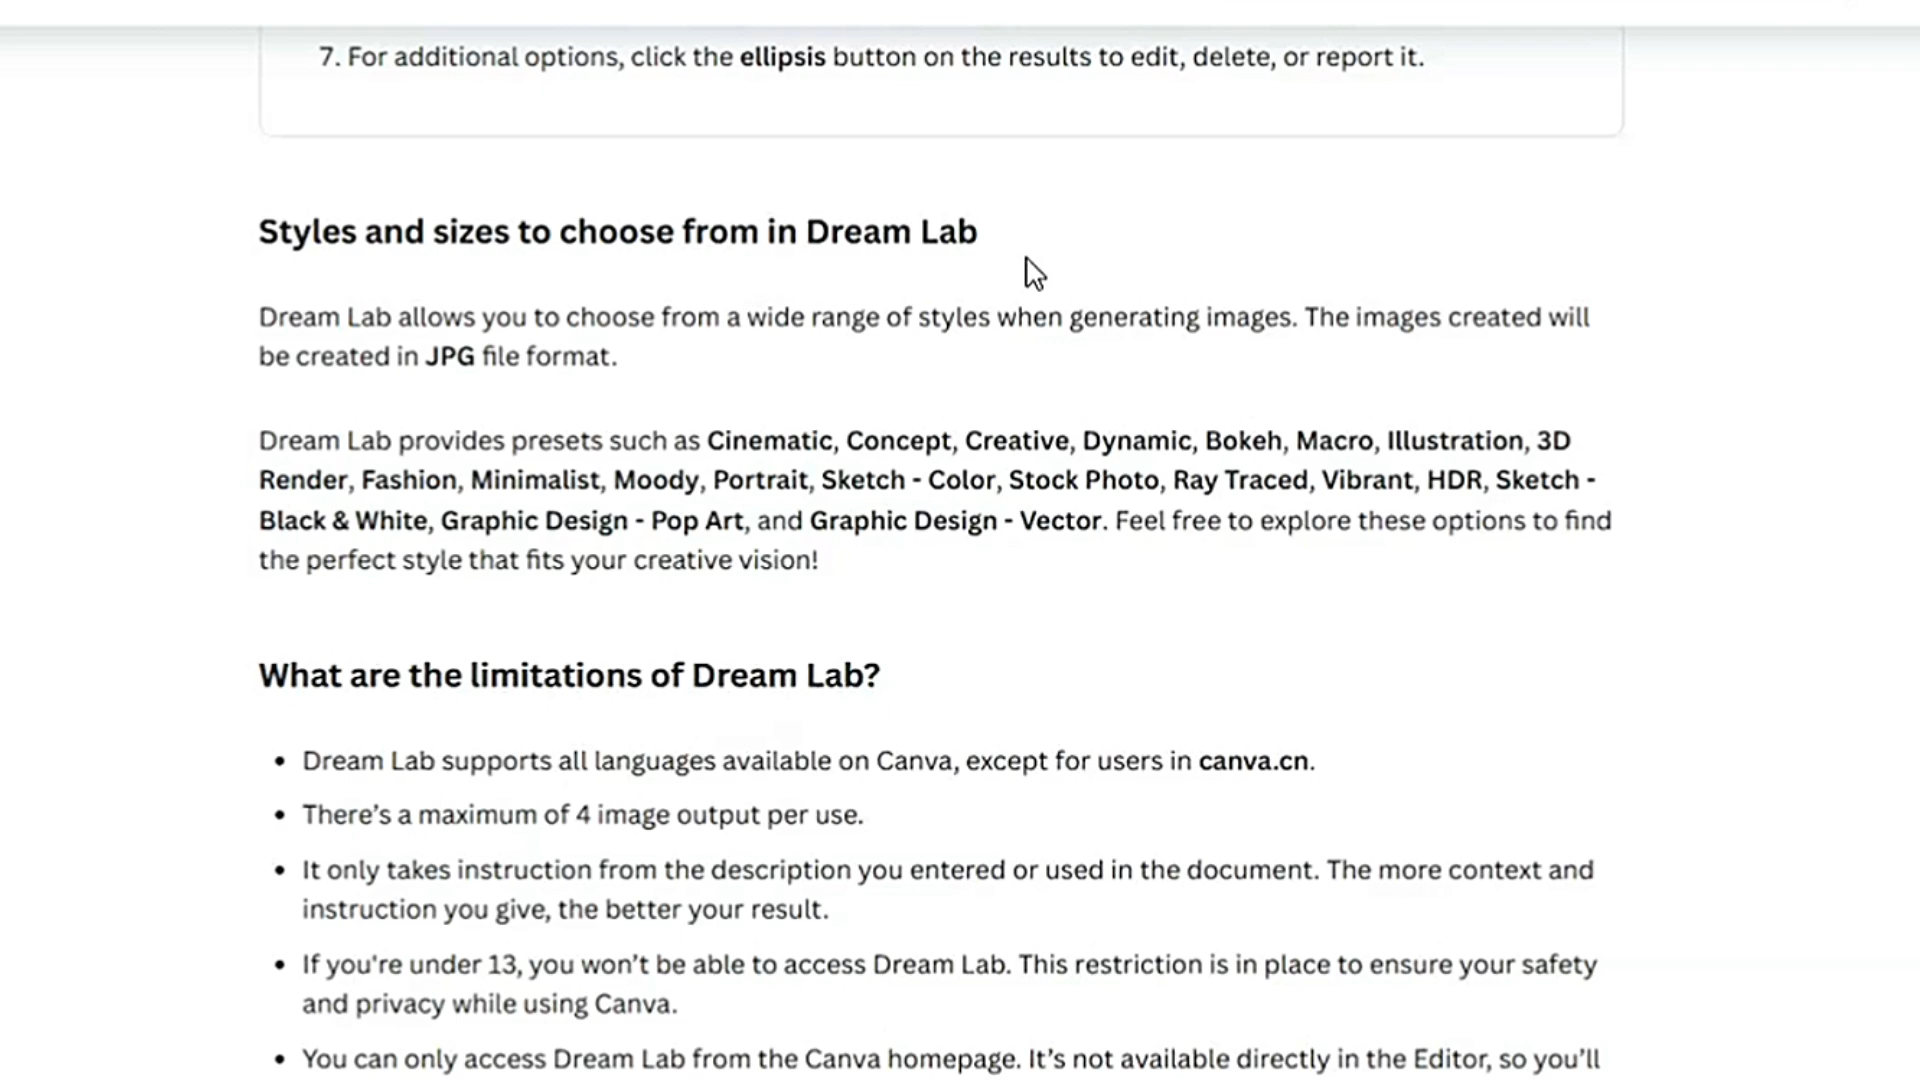 7. For additional options, click the ellipsis button on the results to edit, delete, or report it.
Styles and sizes to choose from in Dream Lab
Dream Lab allows you to choose from a wide range of styles when generating images. The images created will
be created in JPG file format.
Dream Lab provides presets such as Cinematic, Concept, Creative, Dynamic, Bokeh, Macro, Illustration, 3D
Render, Fashion, Minimalist, Moody, Portrait, Sketch - Color, Stock Photo, Ray Traced, Vibrant, HDR, Sketch -
Black & White, Graphic Design - Pop Art, and Graphic Design - Vector. Feel free to explore these options to find
the perfect style that fits your creative vision!
What are the limitations of Dream Lab?
• Dream Lab supports all languages available on Canva, except for users in canva.cn.
• There’s a maximum of 4 image output per use.
• It only takes instruction from the description you entered or used in the document. The more context and
instruction you give, the better your result.
• If you're under 13, you won’t be able to access Dream Lab. This restriction is in place to ensure your safety
and privacy while using Canva.
• You can only access Dream Lab from the Canva homepage. It’s not available directly in the Editor, so you’ll